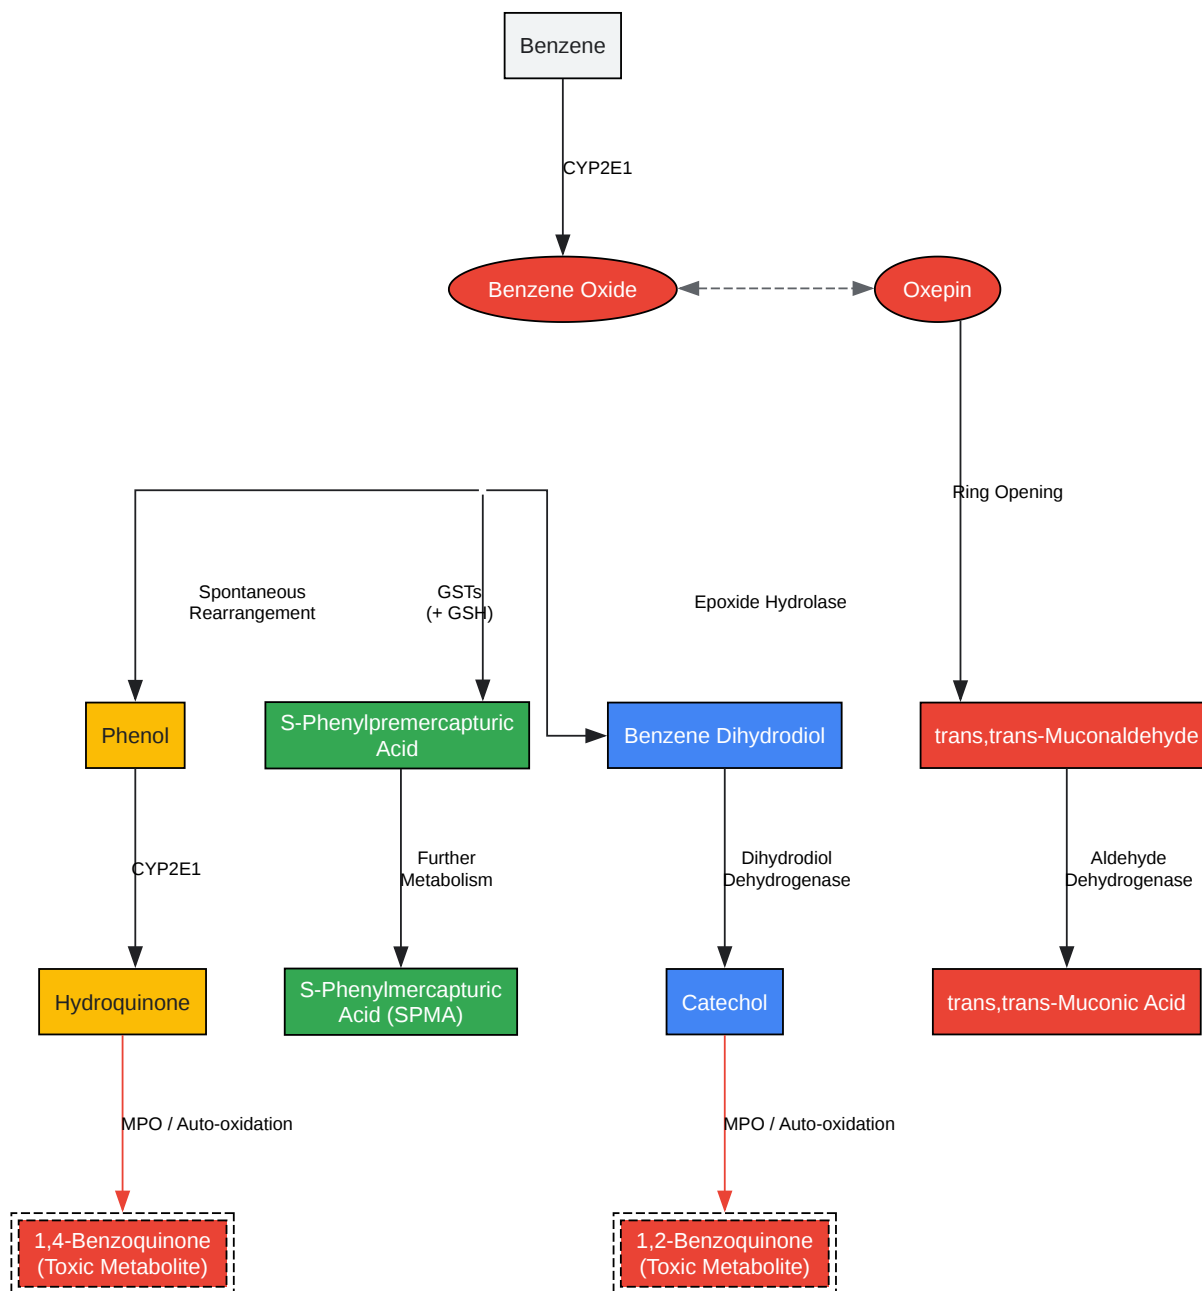 Benzene
CYP2E1
Benzene Oxide
Oxepin
Ring Opening
Spontaneous
Rearrangement
GSTs
(+ GSH)
Epoxide Hydrolase
Phenol
S-Phenylpremercapturic
Acid
Benzene Dihydrodiol
trans,trans-Muconaldehyde
CYP2E1
Further
Metabolism
Dihydrodiol
Dehydrogenase
Aldehyde
Dehydrogenase
Hydroquinone
S-Phenylmercapturic
Acid (SPMA)
Catechol
trans,trans-Muconic Acid
MPO / Auto-oxidation
MPO / Auto-oxidation
1,4-Benzoquinone
(Toxic Metabolite)
1,2-Benzoquinone
(Toxic Metabolite)